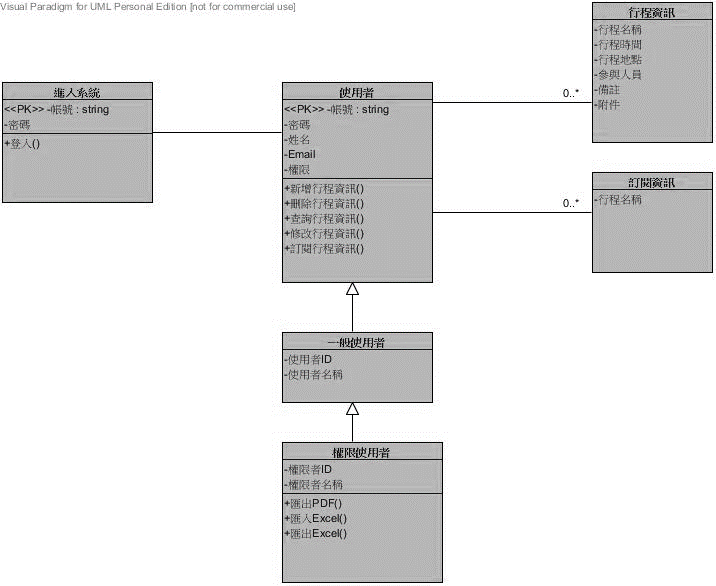 Visual Paradigm for UML Personal Edition [not for commercial use]
進入系統
<<PK>> -帳號 : string
-密碼
+登入()
使用者
<<PK>> -帳號 : string
-密碼
-姓名
-Email
-權限
+新增行程資訊()
+刪除行程資訊()
+查詢行程資訊()
+修改行程資訊()
+訂閱行程資訊()
0..*
行程資訊
-行程名稱
-行程時間
-行程地點
-參與人員
-備註
-附件
0..*
訂閱資訊
-行程名稱
一般使用者
-使用者ID
-使用者名稱
權限使用者
-權限者ID
-權限者名稱
+匯出PDF()
+匯入Excel()
+匯出Excel()